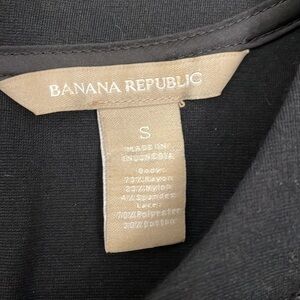 BANANA REPUBLIC
S
MADE IN
INDONESIA
Body:
73%Rayon
23%Nylon
4%Spandex
Lace:
70%Polyester
30%Cotton